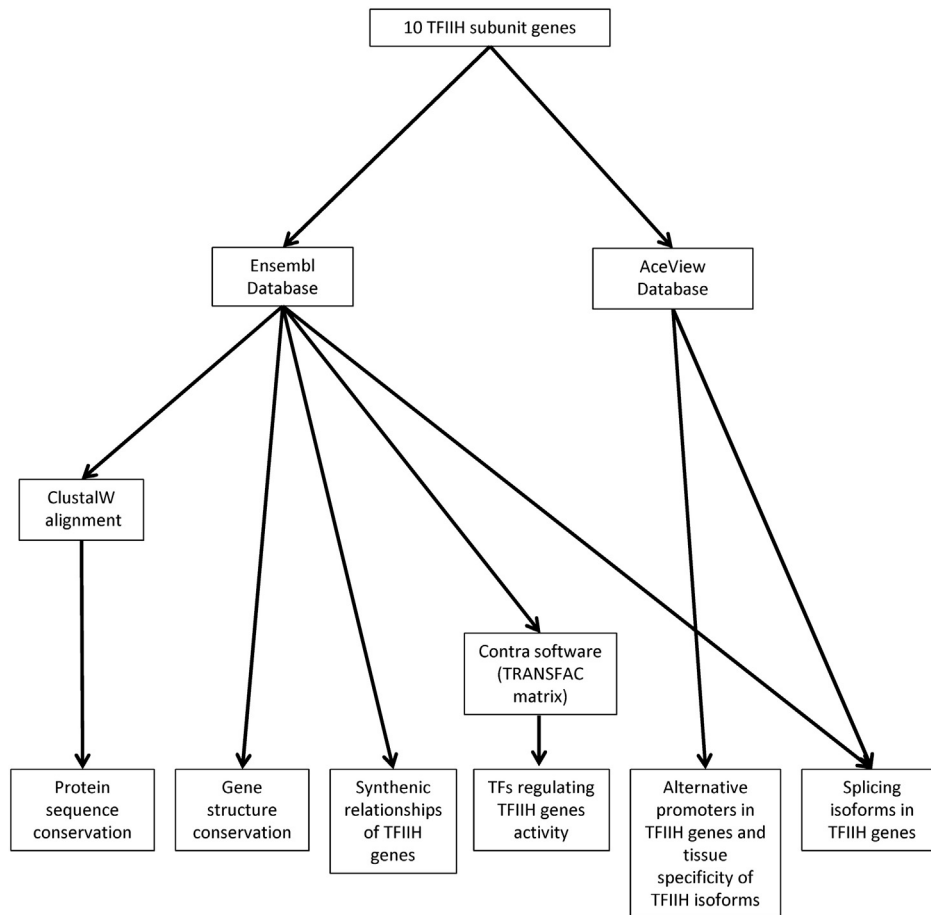 10 TFIIH subunit genes
Ensembl
Database
AceView
Database
ClustalW
alignment
Contra software
(TRANSFAC
matrix)
Protein
sequence
conservation
Gene
structure
conservation
Synthenic
relationships
of TFIIH
genes
TFs regulating
TFIIH genes
activity
Alternative
promoters in
TFIIH genes and
tissue
specificity of
TFIIH isoforms
Splicing
isoforms in
TFIIH genes